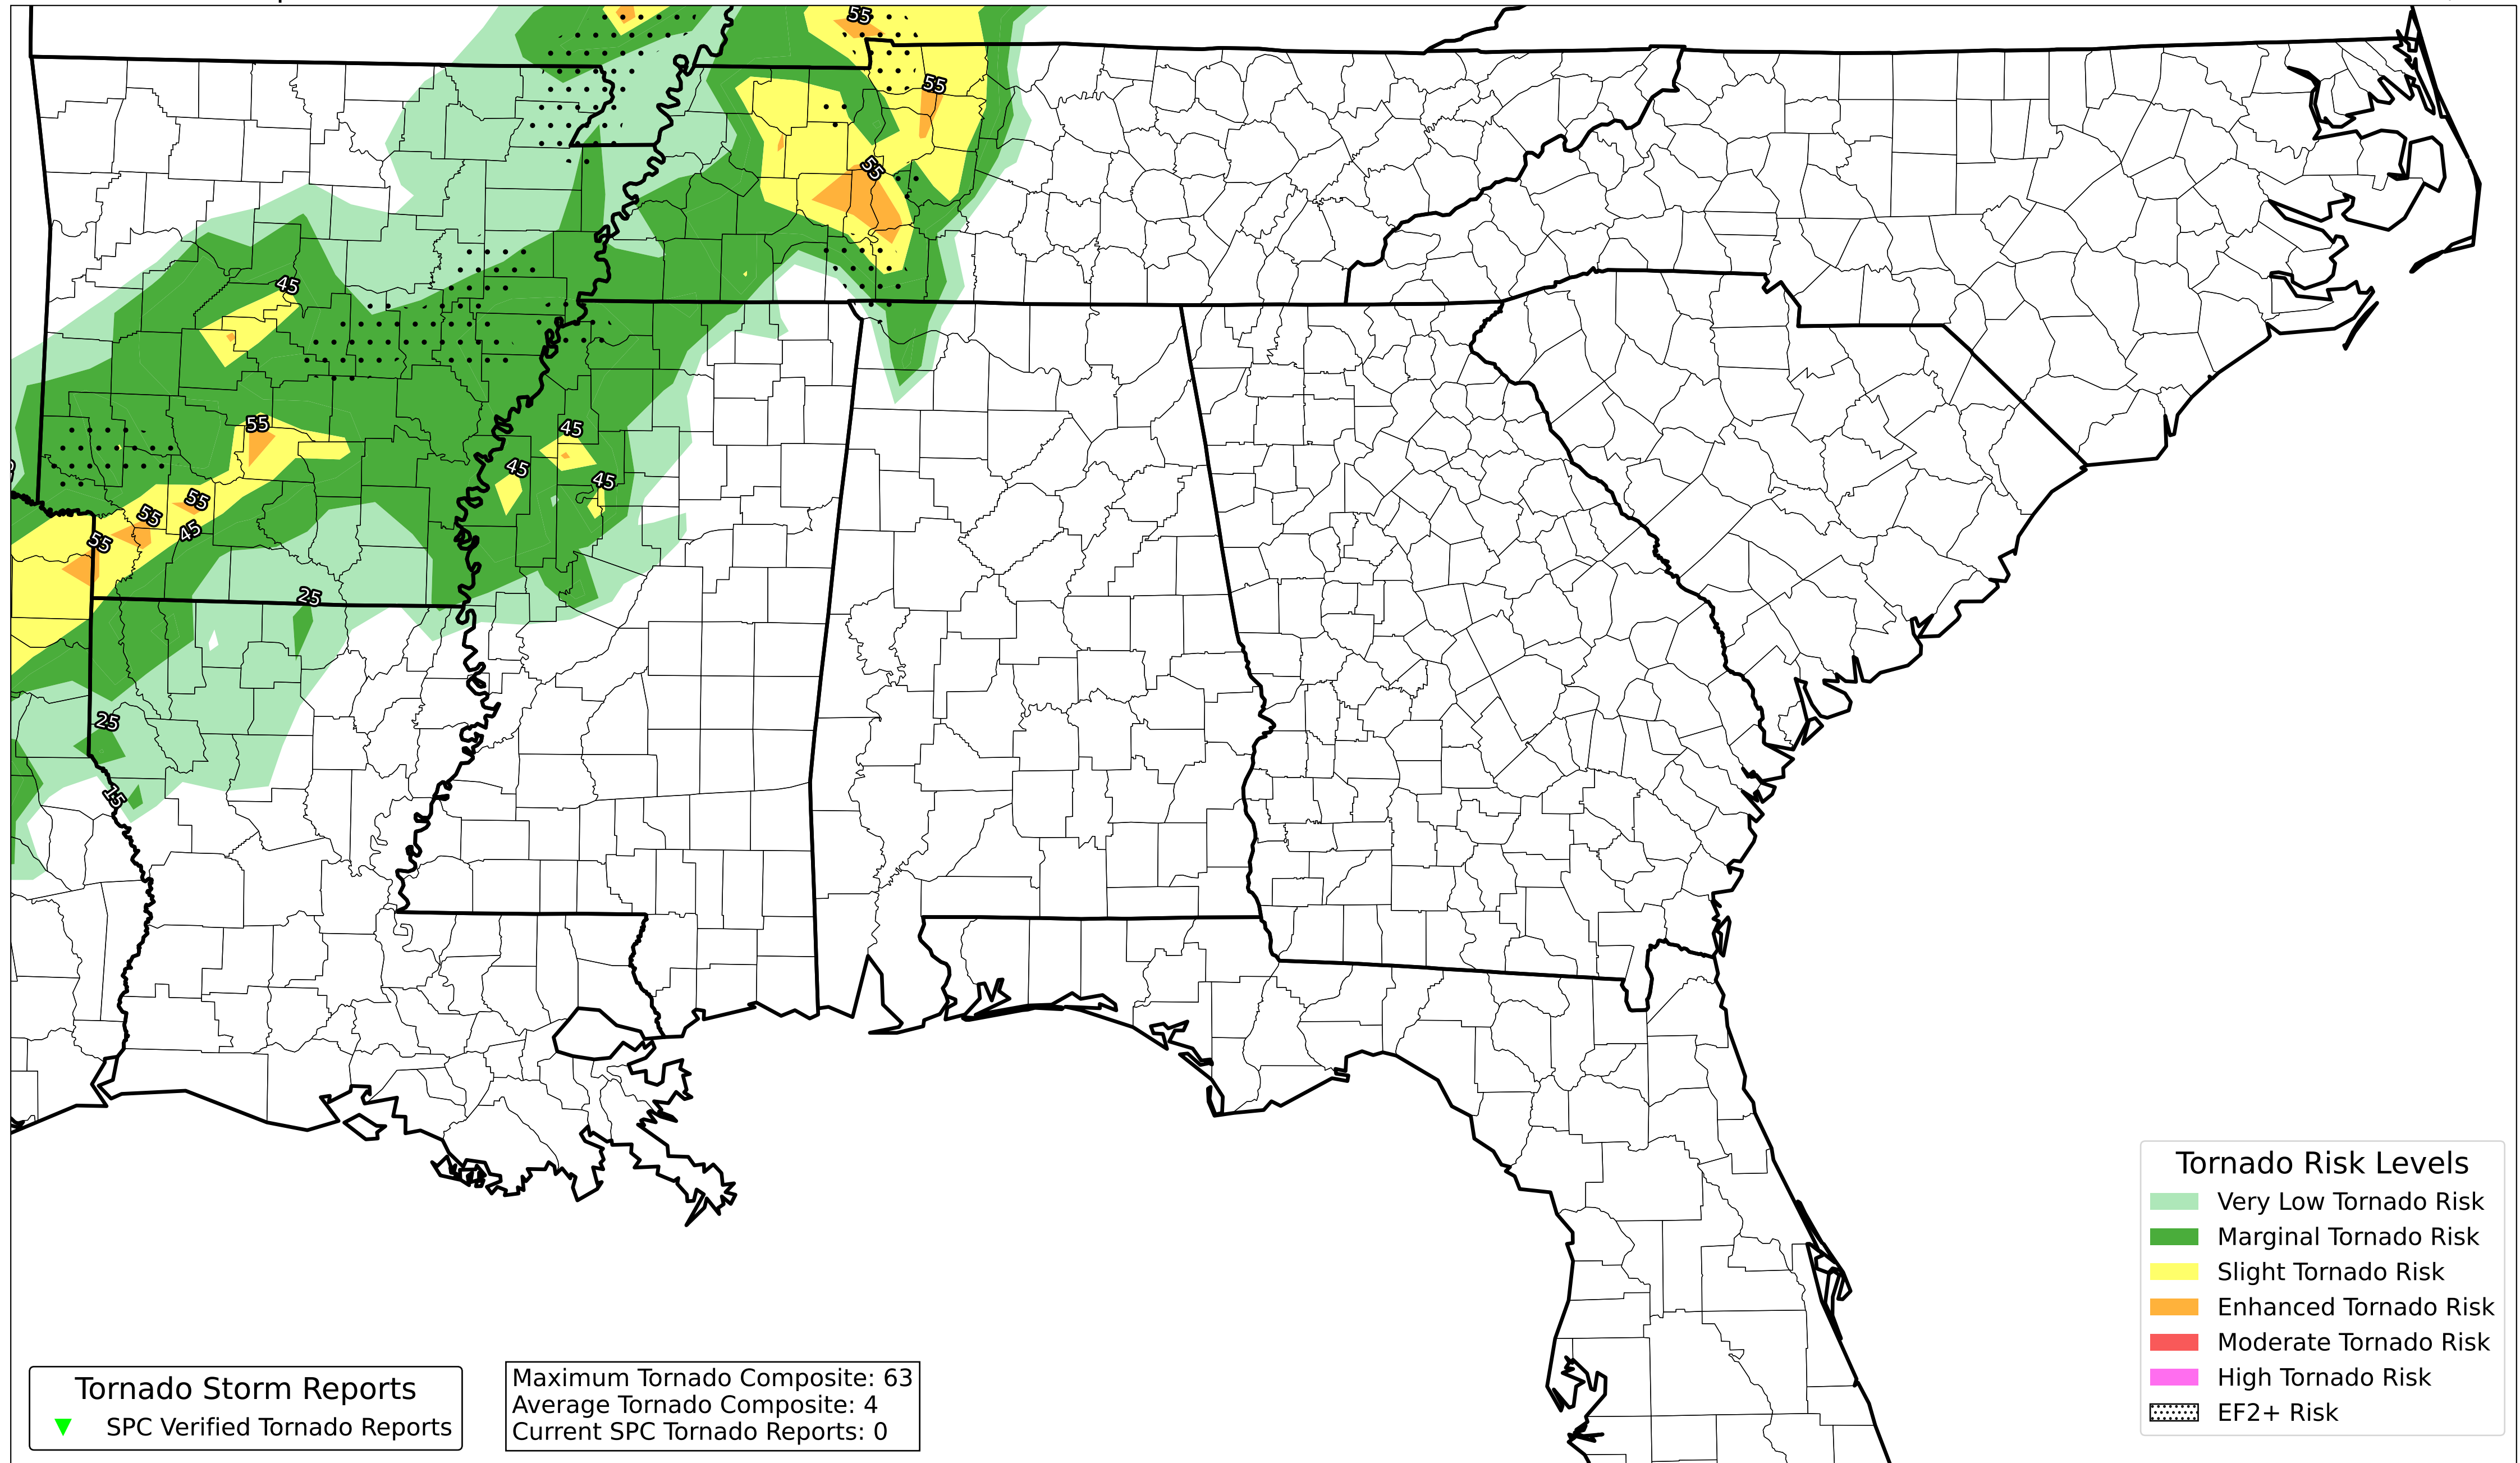 55
55
55
45
55
45
45
45
55
55
45
55
25
25
15
Tornado Risk Levels
Very Low Tornado Risk
Marginal Tornado Risk
Slight Tornado Risk
Enhanced Tornado Risk
Moderate Tornado Risk
High Tornado Risk
EF2+ Risk
Tornado Storm Reports
SPC Verified Tornado Reports
Maximum Tornado Composite: 63
Average Tornado Composite: 4
Current SPC Tornado Reports: 0